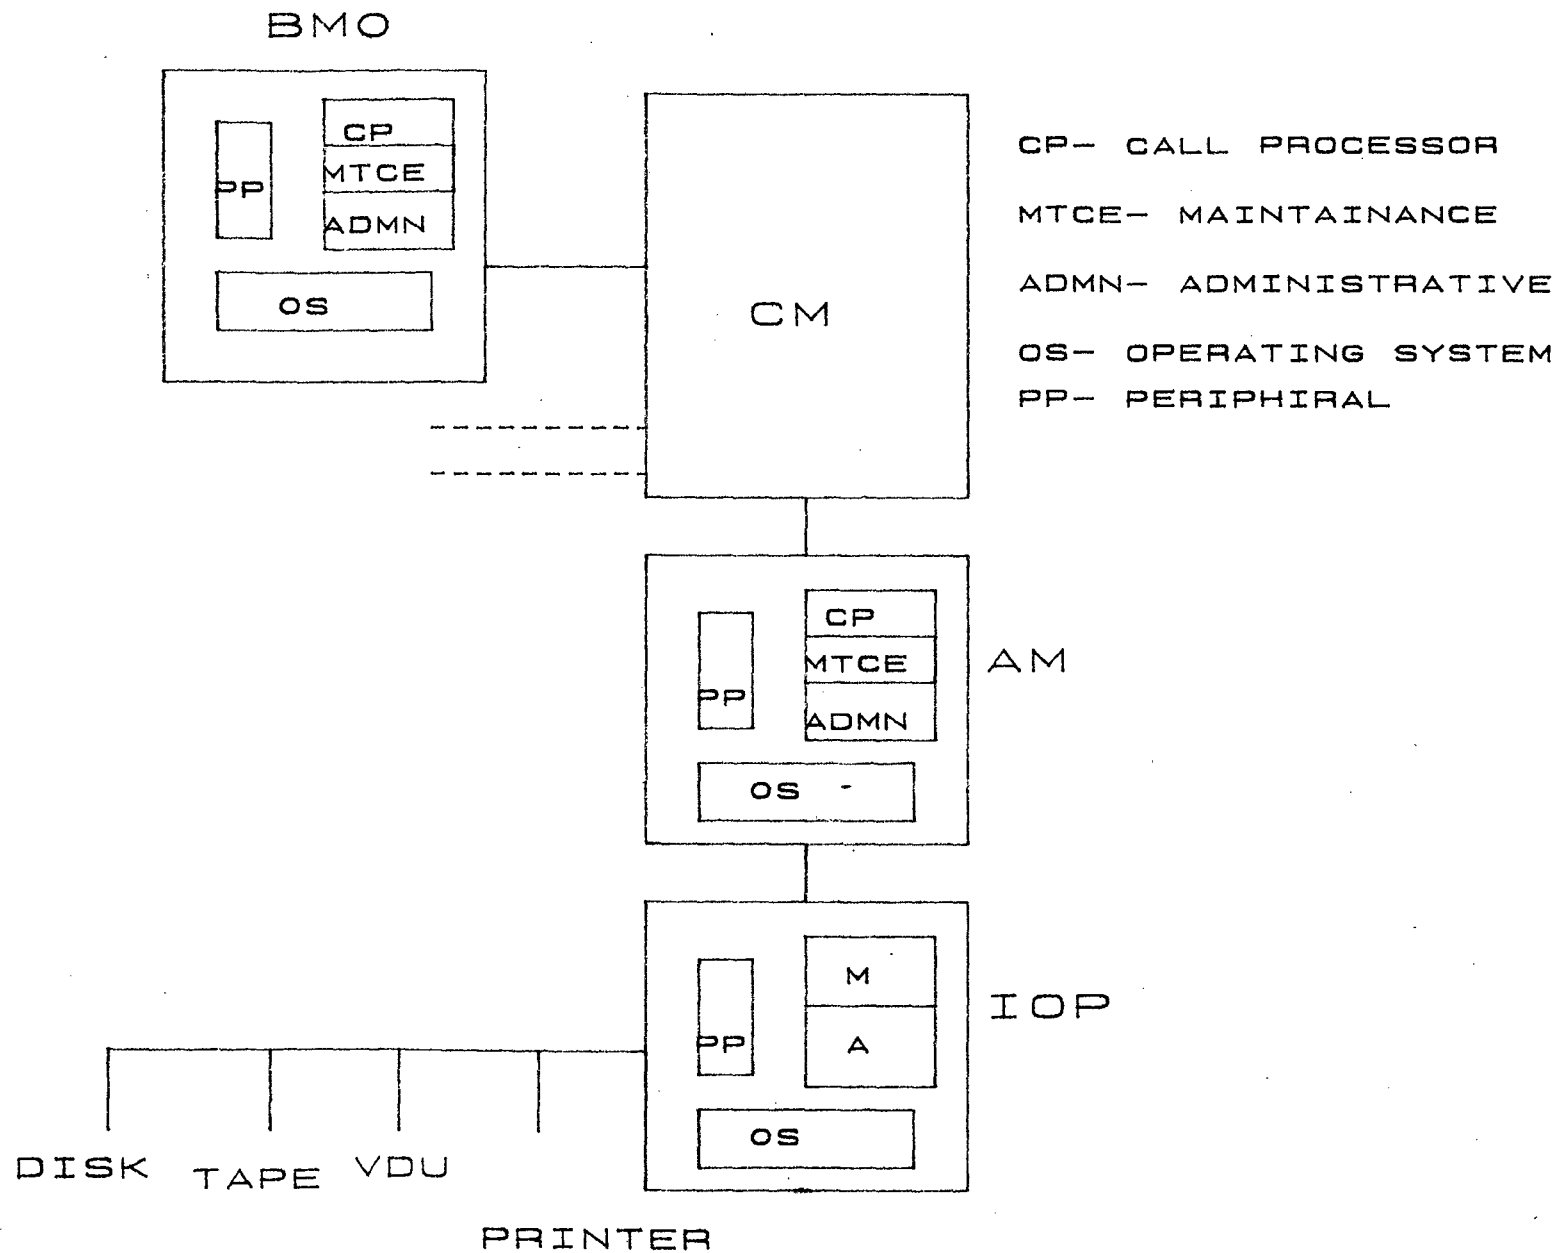 BMO
CP
MTCE
ADMN
PP
OS
CM
CP- CALL PROCESSOR
MTCE- MAINTAINANCE
ADMN- ADMINISTRATIVE
OS- OPERATING SYSTEM
PP- PERIPHIRAL
CP
MTCE
ADMN
PP
OS
AM
M
A
PP
OS
IOP
DISK
TAPE
VDU
PRINTER